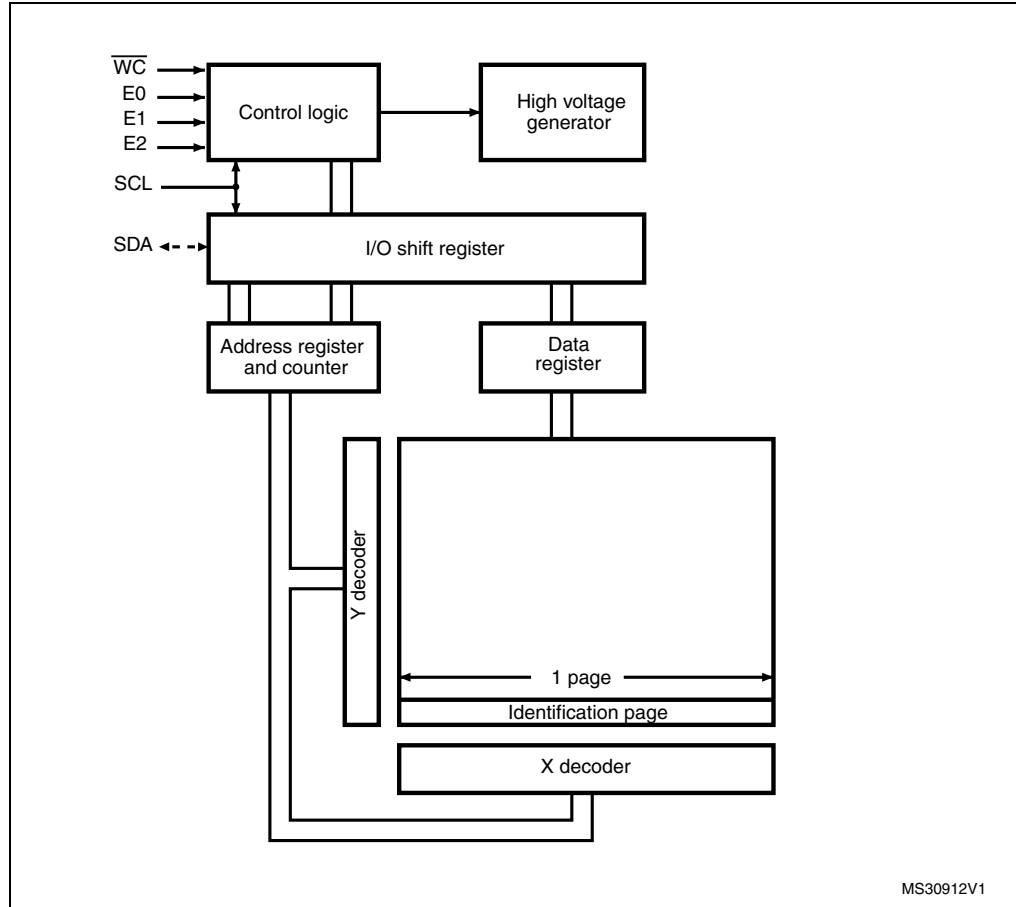 W̅C̅
E0
E1
E2
SCL
SDA
Control logic
High voltage
generator
I/O shift register
Address register
and counter
Data
register
Y decoder
1 page
Identification page
X decoder
MS30912V1